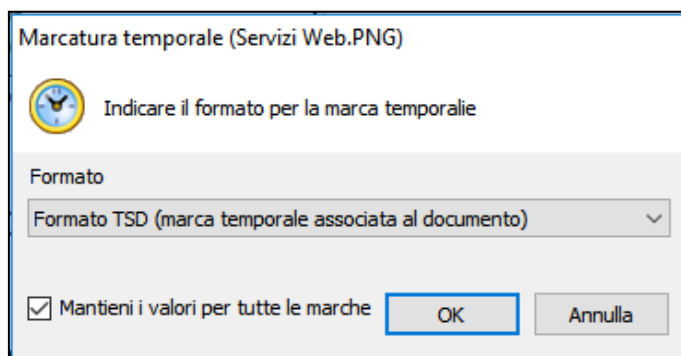 Marcatura temporale (Servizi Web.PNG)
Indicare il formato per la marca temporalie
Formato
Formato TSD (marca temporale associata al documento)
Mantieni i valori per tutte le marche
OK
Annulla